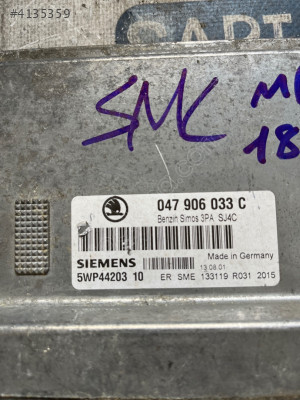 #4135359
SMC
18
047 906 033 C
Benzin Simos 3PA SJ4C
SIEMENS
13.08.01
Made in Germany
5WP44203 10
ER SME 133119 R031 2015